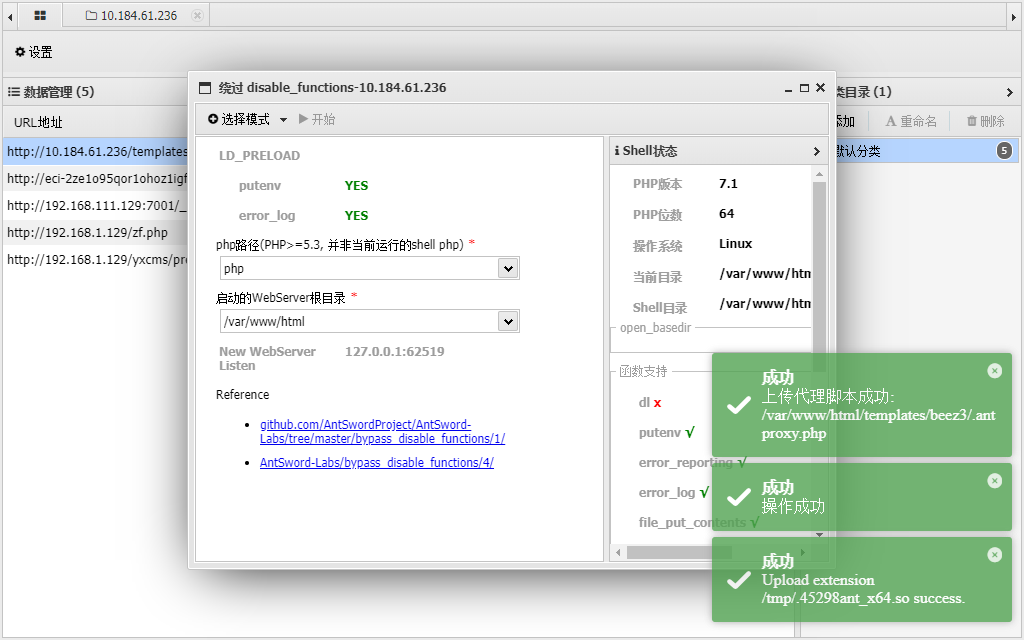 10.184.61.236
设置
数据管理 (5)
URL地址
http://10.184.61.236/templates
http://eci-2ze1o95qor1ohoz1igf
http://192.168.111.129:7001/_
http://192.168.1.129/zf.php
http://192.168.1.129/yxcms/pro
绕过 disable_functions-10.184.61.236
选择模式
开始
LD_PRELOAD
putenv YES
error_log YES
php路径(PHP>=5.3, 并非当前运行的shell php) *
php
启动的WebServer根目录 *
/var/www/html
New WebServer 127.0.0.1:62519
Listen
Reference
github.com/AntSwordProject/AntSword-
Labs/tree/master/bypass_disable_functions/1/
AntSword-Labs/bypass_disable_functions/4/
Shell状态
PHP版本 7.1
PHP位数 64
操作系统 Linux
当前目录 /var/www/htm
Shell目录 /var/www/htm
open_basedir
函数支持
dl x
putenv √
error_reporting √
error_log √
file_put_contents √
类目录 (1)
添加 重命名 删除
默认分类 5
成功
上传代理脚本成功:
/var/www/html/templates/beez3/.ant
proxy.php
成功
操作成功
成功
Upload extension
/tmp/.45298ant_x64.so success.